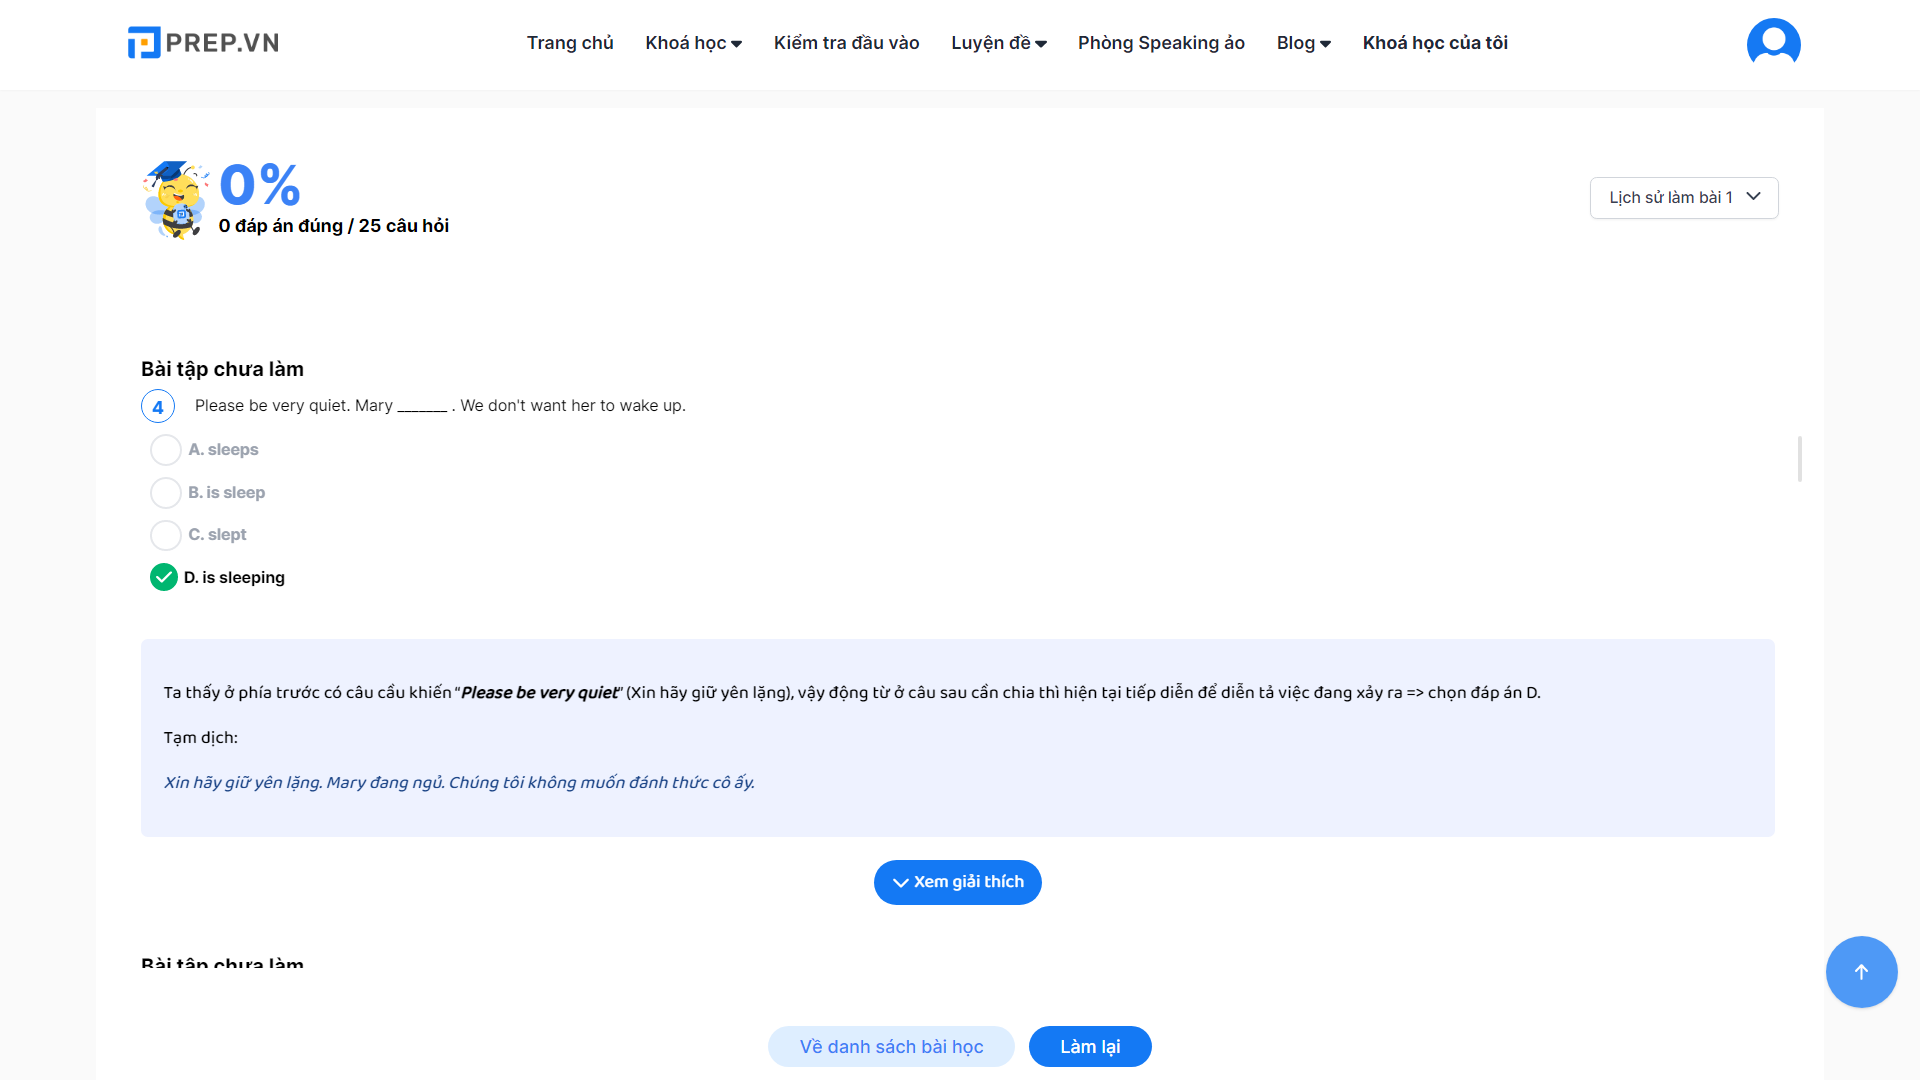 PREP.VN
Trang chủ Khoá học Kiểm tra đầu vào Luyện đề Phòng Speaking ảo Blog Khoá học của tôi
0%
0 đáp án đúng / 25 câu hỏi
Lịch sử làm bài 1
Bài tập chưa làm
4 Please be very quiet. Mary _______ . We don't want her to wake up.
A. sleeps
B. is sleep
C. slept
D. is sleeping
Ta thấy ở phía trước có câu cầu khiến "Please be very quiet" (Xin hãy giữ yên lặng), vậy động từ ở câu sau cần chia thì hiện tại tiếp diễn để diễn tả việc đang xảy ra => chọn đáp án D.
Tạm dịch:
Xin hãy giữ yên lặng. Mary đang ngủ. Chúng tôi không muốn đánh thức cô ấy.
Xem giải thích
Bài tập chưa làm
Về danh sách bài học Làm lại